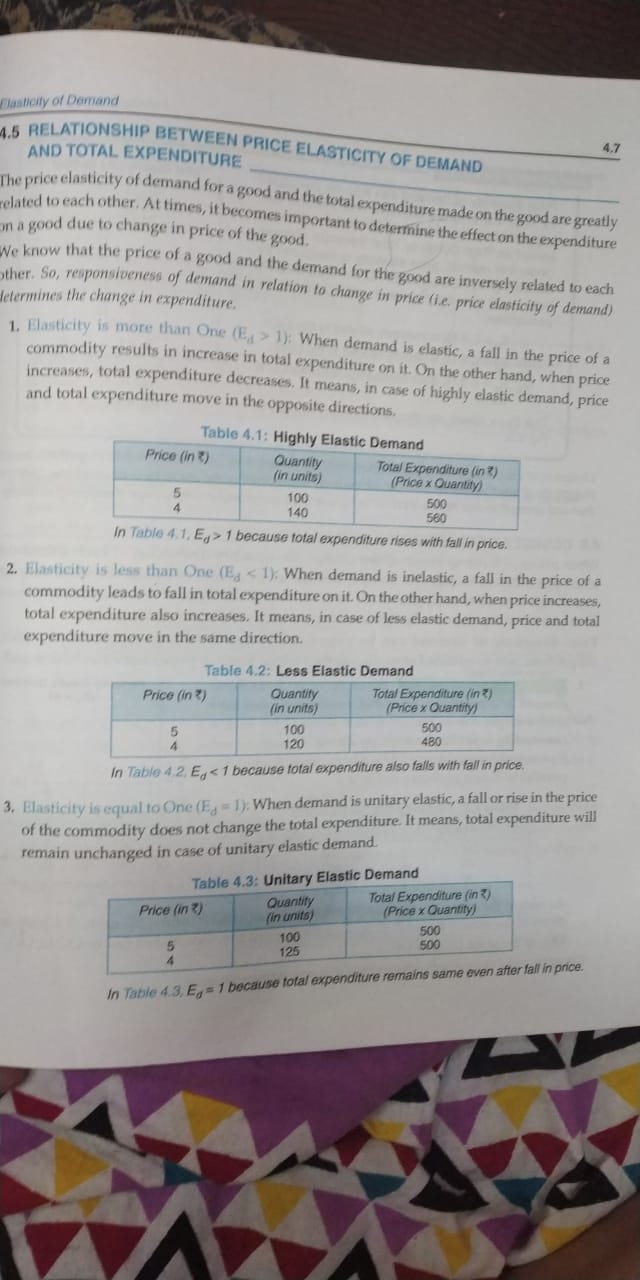 Elasticity of Demand
4.7
4.5 RELATIONSHIP BETWEEN PRICE ELASTICITY OF DEMAND
AND TOTAL EXPENDITURE
The price elasticity of demand for a good and the total expenditure made on the good are greatly
related to each other. At times, it becomes important to determine the effect on the expenditure
on a good due to change in price of the good.
We know that the price of a good and the demand for the good are inversely related to each
other. So, responsiveness of demand in relation to change in price (i.e. price elasticity of demand)
determines the change in expenditure.
1. Elasticity is more than One (Ed > 1): When demand is elastic, a fall in the price of a
commodity results in increase in total expenditure on it. On the other hand, when price
increases, total expenditure decreases. It means, in case of highly elastic demand, price
and total expenditure move in the opposite directions.
Table 4.1: Highly Elastic Demand
Price (in ₹) Quantity Total Expenditure (in ₹)
(in units) (Price x Quantity)
5 100 500
4 140 560
In Table 4.1, Ed > 1 because total expenditure rises with fall in price.
2. Elasticity is less than One (Ed < 1): When demand is inelastic, a fall in the price of a
commodity leads to fall in total expenditure on it. On the other hand, when price increases,
total expenditure also increases. It means, in case of less elastic demand, price and total
expenditure move in the same direction.
Table 4.2: Less Elastic Demand
Price (in ₹) Quantity Total Expenditure (in ₹)
(in units) (Price x Quantity)
5 100 500
4 120 480
In Table 4.2, Ed < 1 because total expenditure also falls with fall in price.
3. Elasticity is equal to One (Ed = 1): When demand is unitary elastic, a fall or rise in the price
of the commodity does not change the total expenditure. It means, total expenditure will
remain unchanged in case of unitary elastic demand.
Table 4.3: Unitary Elastic Demand
Price (in ₹) Quantity Total Expenditure (in ₹)
(in units) (Price x Quantity)
5 100 500
4 125 500
In Table 4.3, Ed = 1 because total expenditure remains same even after fall in price.